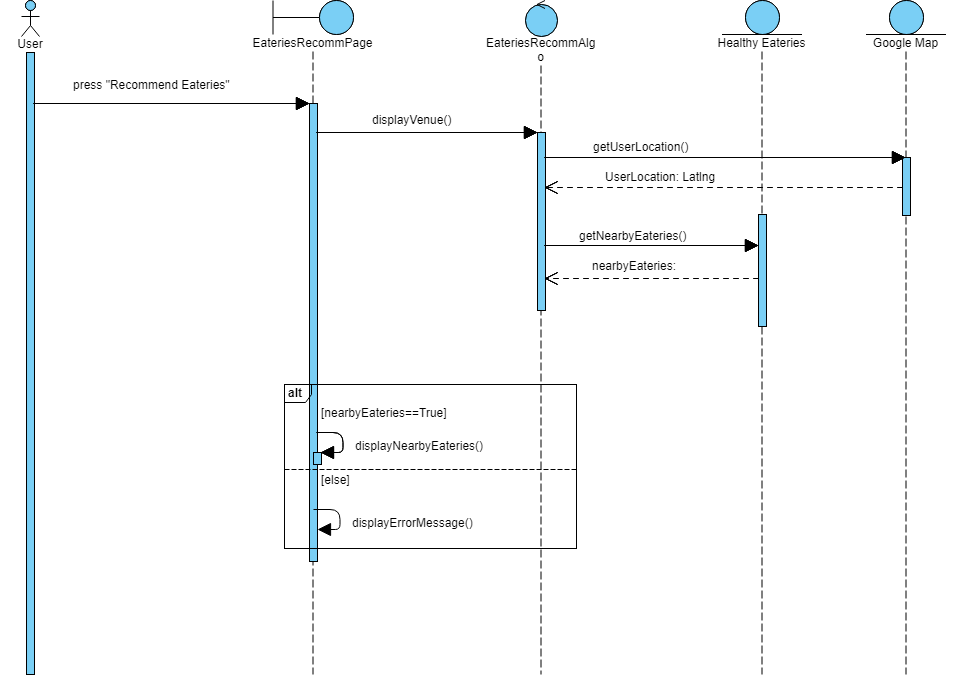 User
EateriesRecommPage
EateriesRecommAlg
o
Healthy Eateries
Google Map
press "Recommend Eateries"
displayVenue()
getUserLocation()
UserLocation: Latlng
getNearbyEateries()
nearbyEateries:
alt
[nearbyEateries==True]
displayNearbyEateries()
[else]
displayErrorMessage()